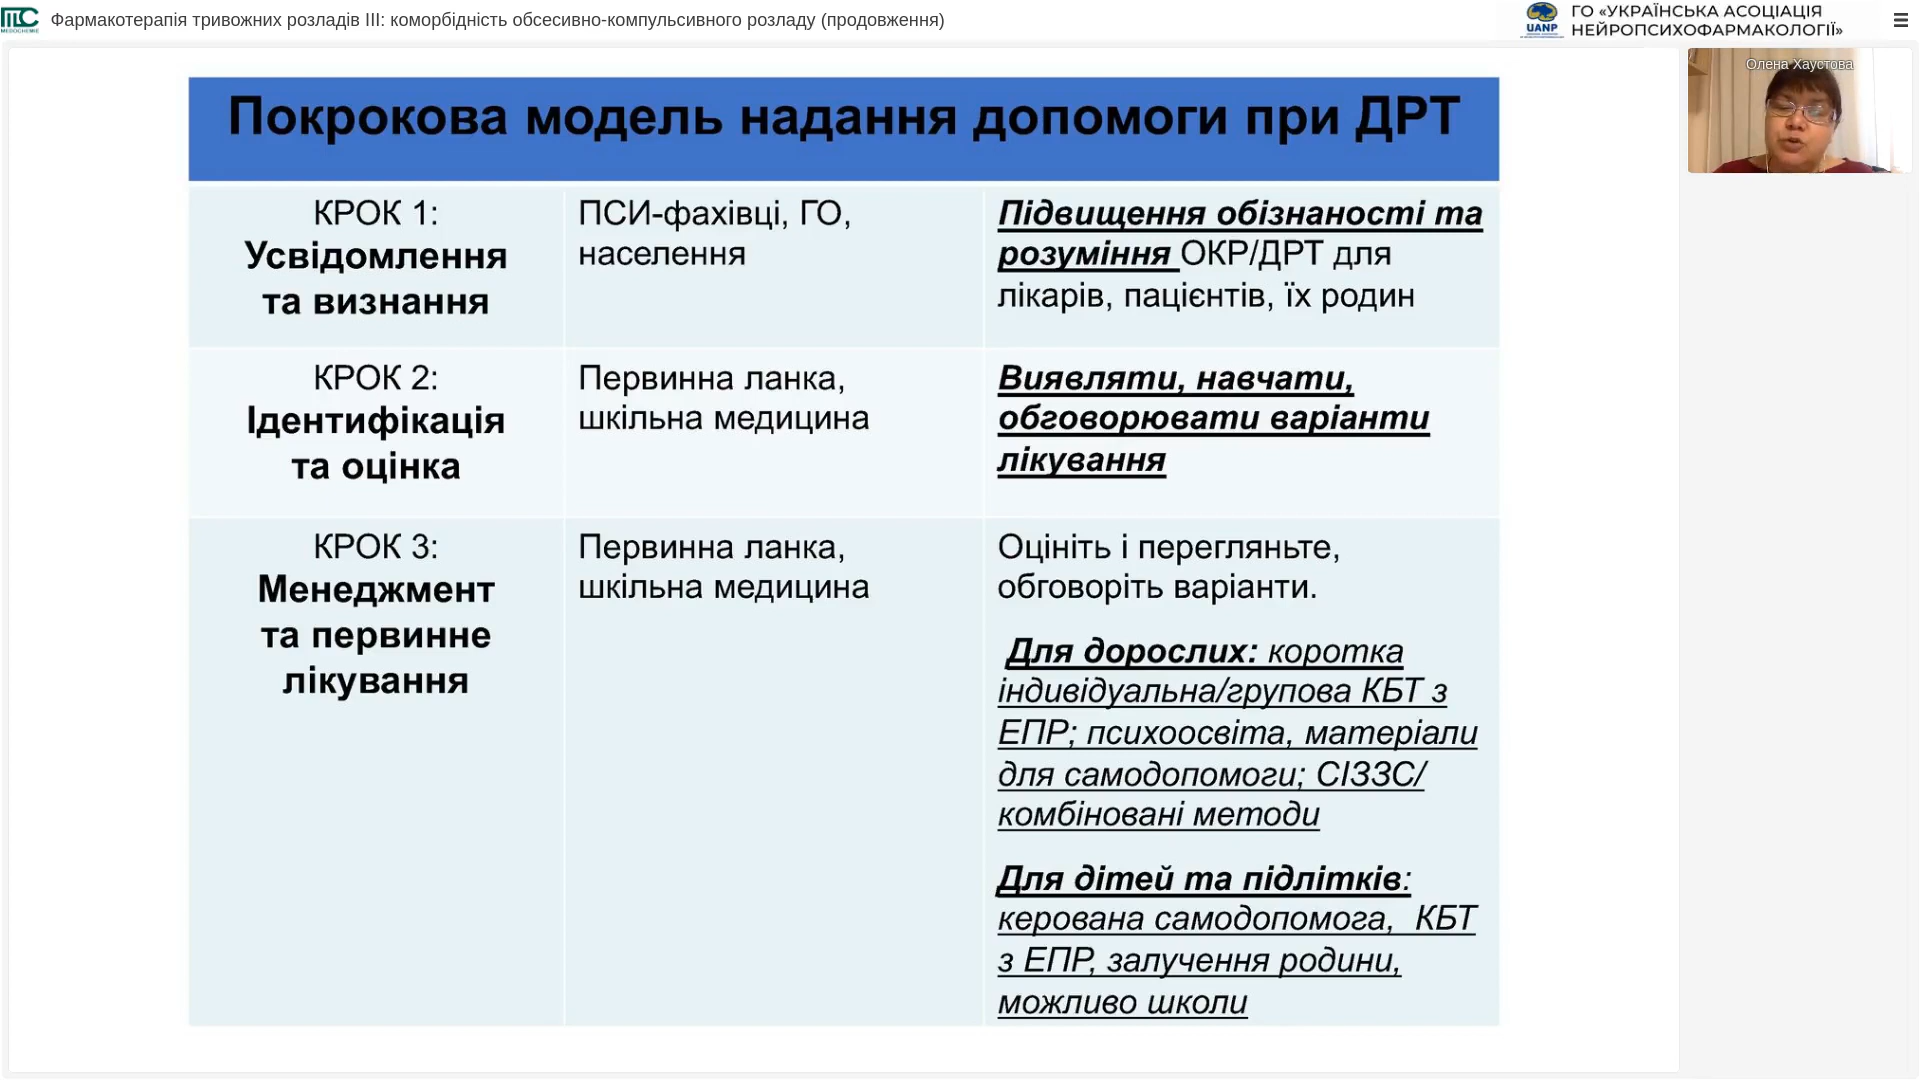 Фармакотерапія тривожних розладів III: коморбідність обсесивно-компульсивного розладу (продовження)
MEDOCHEMIE
UANP
ГО «УКРАЇНСЬКА АСОЦІАЦІЯ
НЕЙРОПСИХОФАРМАКОЛОГІЇ»
Олена Хаустова
Покрокова модель надання допомоги при ДРТ
КРОК 1:
Усвідомлення
та визнання
ПСИ-фахівці, ГО,
населення
Підвищення обізнаності та
розуміння ОКР/ДРТ для
лікарів, пацієнтів, їх родин
КРОК 2:
Ідентифікація
та оцінка
Первинна ланка,
шкільна медицина
Виявляти, навчати,
обговорювати варіанти
лікування
КРОК 3:
Менеджмент
та первинне
лікування
Первинна ланка,
шкільна медицина
Оцініть і перегляньте,
обговоріть варіанти.
Для дорослих: коротка
індивідуальна/групова КБТ з
ЕПР; психоосвіта, матеріали
для самодопомоги; СІЗЗС/
комбіновані методи
Для дітей та підлітків:
керована самодопомога, КБТ
з ЕПР, залучення родини,
можливо школи